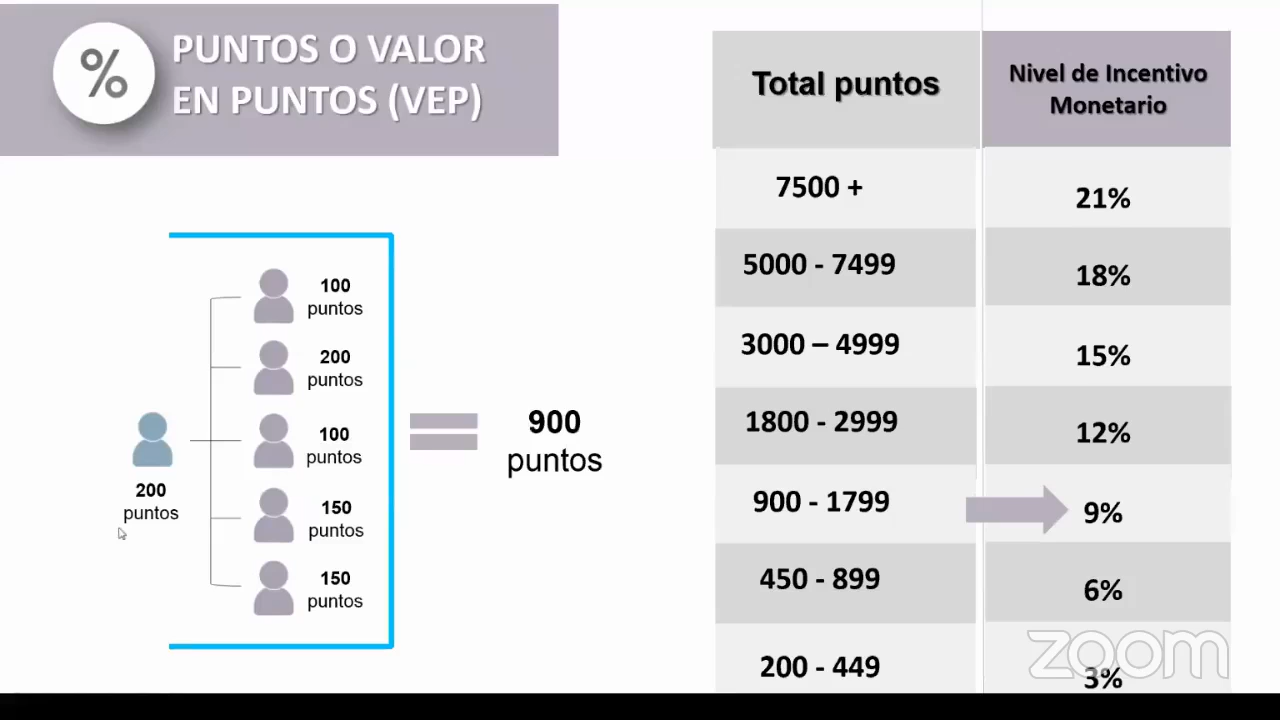 %
PUNTOS O VALOR
EN PUNTOS (VEP)
100
puntos
200
puntos
100
puntos
150
puntos
150
puntos
200
puntos
900
puntos
Total puntos
Nivel de Incentivo
Monetario
7500 +
21%
5000 - 7499
18%
3000 – 4999
15%
1800 - 2999
12%
900 - 1799
9%
450 - 899
6%
200 - 449
3%
zoom